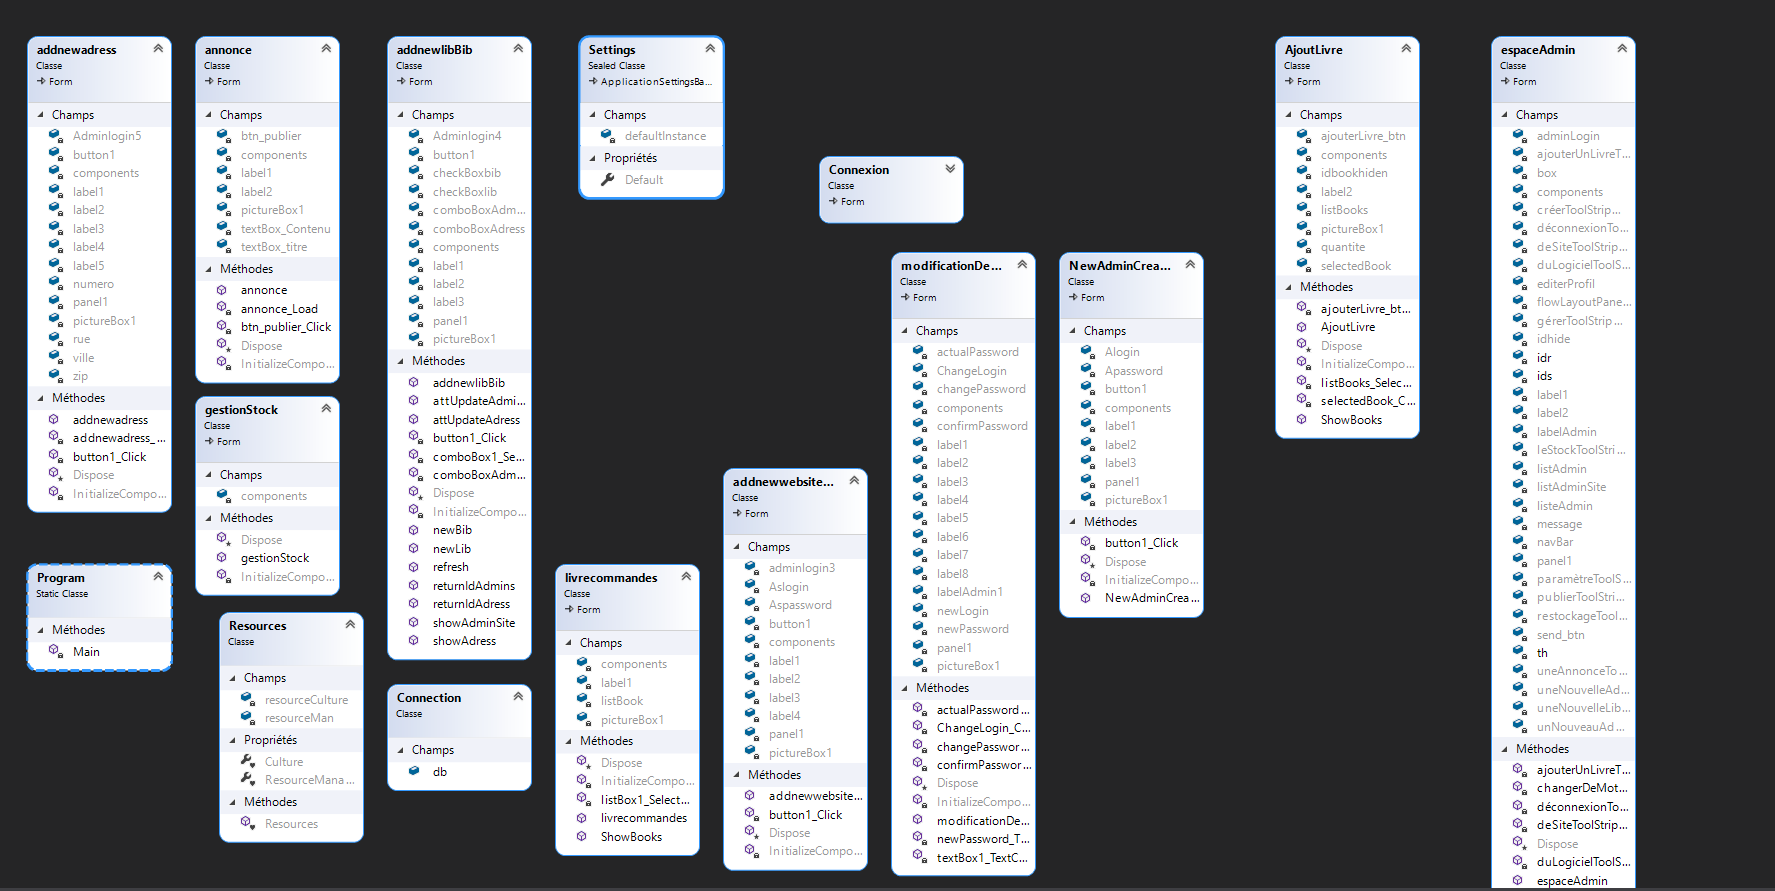 addnewadress
Classe
Form
Champs
Adminlogin5
button1
components
label1
label2
label3
label4
label5
numero
panel1
pictureBox1
rue
ville
zip
Méthodes
addnewadress
addnewadress_...
button1_Click
Dispose
InitializeCompo...
Program
Static Classe
Méthodes
Main
annonce
Classe
Form
Champs
btn_publier
components
label1
label2
pictureBox1
textBox_Contenu
textBox_titre
Méthodes
annonce
annonce_Load
btn_publier_Click
Dispose
InitializeCompo...
gestionStock
Classe
Form
Champs
components
Méthodes
Dispose
gestionStock
InitializeCompo...
Resources
Classe
Champs
resourceCulture
resourceMan
Propriétés
Culture
ResourceMana...
Méthodes
Resources
addnewlibBib
Classe
Form
Champs
Adminlogin4
button1
checkBoxbib
checkBoxlib
comboBoxAdm...
comboBoxAdress
components
label1
label2
label3
panel1
pictureBox1
Méthodes
addnewlibBib
attUpdateAdmi...
attUpdateAdress
button1_Click
comboBox1_Se...
comboBoxAdm...
Dispose
InitializeCompo...
newBib
newLib
refresh
returnIdAdmins
returnIdAdress
showAdminSite
showAdress
Connection
Classe
Champs
db
Settings
Sealed Classe
ApplicationSettingsBa...
Champs
defaultInstance
Propriétés
Default
livrecommandes
Classe
Form
Champs
components
label1
listBook
pictureBox1
Méthodes
Dispose
InitializeCompo...
listBox1_Select...
livrecommandes
ShowBooks
addnewwebsite...
Classe
Form
Champs
adminlogin3
Aslogin
Aspassword
button1
components
label1
label2
label3
label4
panel1
pictureBox1
Méthodes
addnewwebsite...
button1_Click
Dispose
InitializeCompo...
Connexion
Classe
Form
modificationDe...
Classe
Form
Champs
actualPassword
ChangeLogin
changePassword
components
confirmPassword
label1
label2
label3
label4
label5
label6
label7
label8
labelAdmin1
newLogin
newPassword
panel1
pictureBox1
Méthodes
actualPassword...
ChangeLogin_C...
changePasswor...
confirmPasswor...
Dispose
InitializeCompo...
modificationDe...
newPassword_T...
textBox1_TextC...
NewAdminCrea...
Classe
Form
Champs
Alogin
Apassword
button1
components
label1
label2
label3
panel1
pictureBox1
Méthodes
button1_Click
Dispose
InitializeCompo...
NewAdminCrea...
AjoutLivre
Classe
Form
Champs
ajouterLivre_btn
components
idbookhiden
label2
listBooks
pictureBox1
quantite
selectedBook
Méthodes
ajouterLivre_bt...
AjoutLivre
Dispose
InitializeCompo...
listBooks_Selec...
selectedBook_C...
ShowBooks
espaceAdmin
Classe
Form
Champs
adminLogin
ajouterUnLivreT...
box
components
créerToolStrip...
déconnexionTo...
deSiteToolStrip...
duLogicielToolS...
editerProfil
flowLayoutPane...
gérerToolStrip...
idhide
idr
ids
label1
label2
labelAdmin
leStockToolStri...
listAdmin
listAdminSite
listeAdmin
message
navBar
panel1
paramètreToolS...
publierToolStri...
restockageTool...
send_btn
th
uneAnnonceTo...
uneNouvelleAd...
uneNouvelleLib...
unNouveauAd...
Méthodes
ajouterUnLivreT...
changerDeMot...
déconnexionTo...
deSiteToolStrip...
Dispose
duLogicielToolS...
espaceAdmin